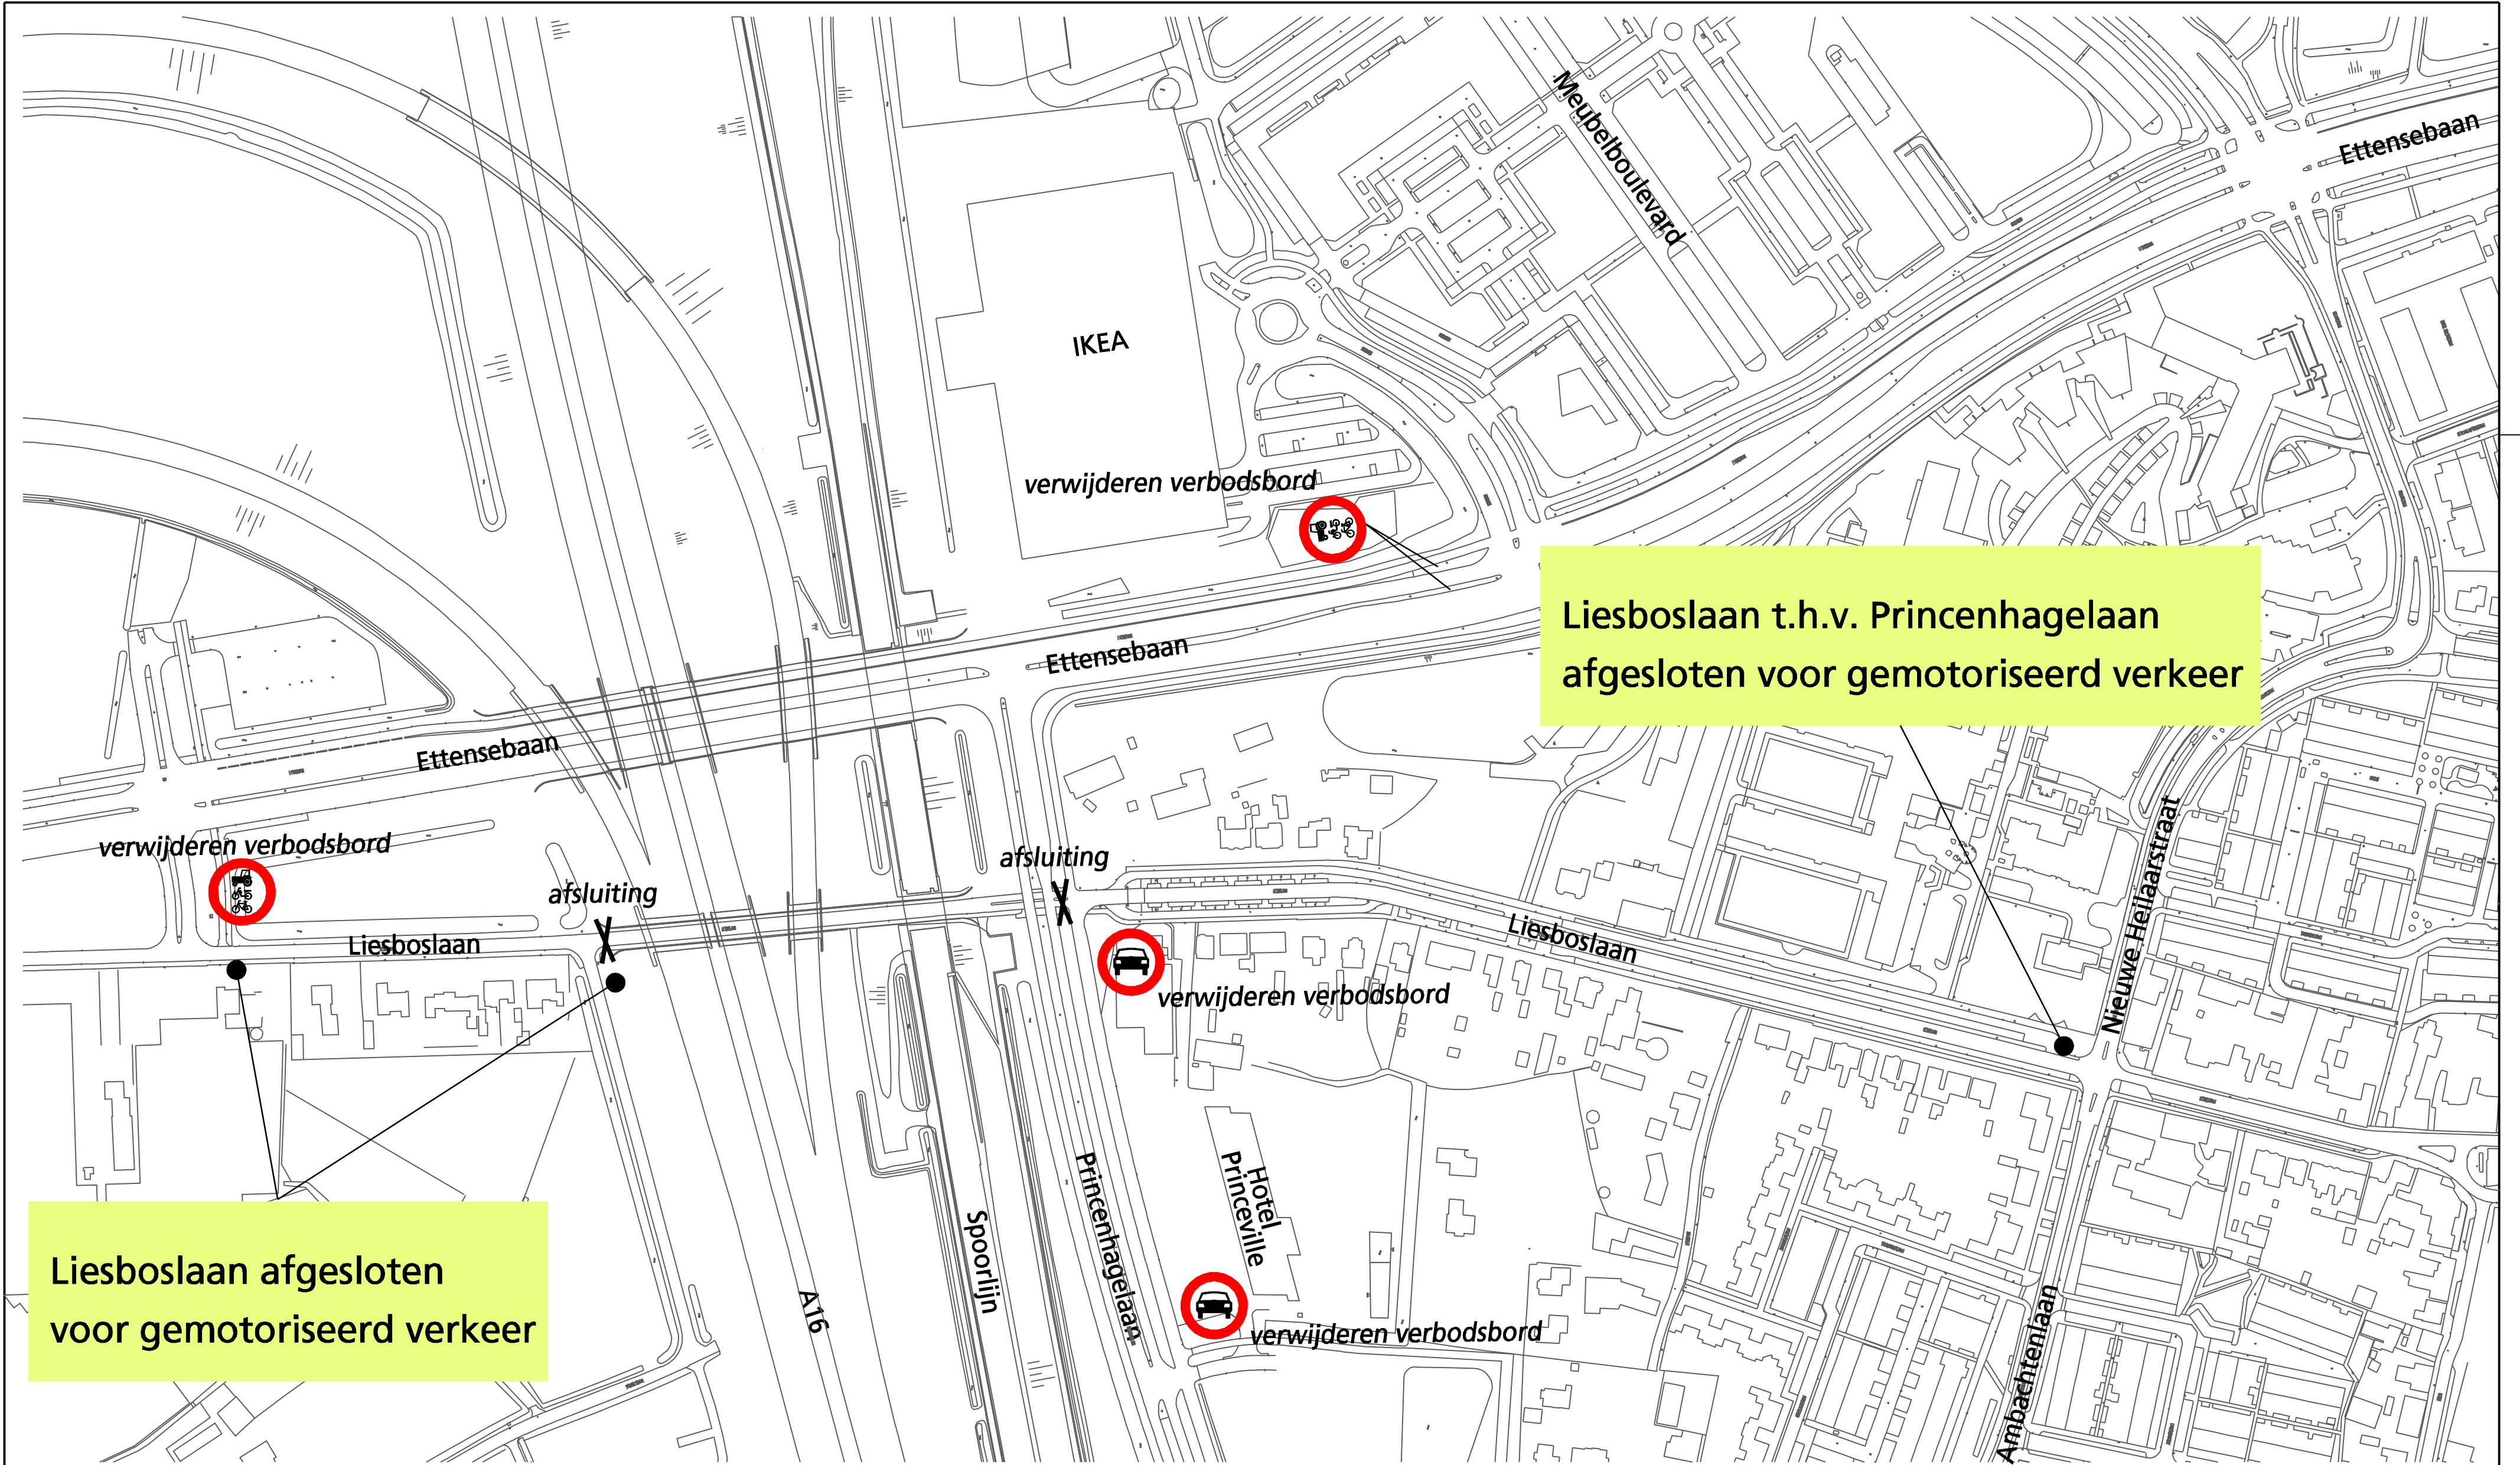 Meubelboulevard
Ettensebaan
IKEA
verwijderen verbodsbord
Liesboslaan t.h.v. Princenhagelaan
afgesloten voor gemotoriseerd verkeer
Ettensebaan
Ettensebaan
verwijderen verbodsbord
afsluiting
afsluiting
Liesboslaan
Liesboslaan
Nieuwe Heilaarstraat
verwijderen verbodsbord
Hotel
Princeville
Princenhagelaan
Spoorlijn
A16
Liesboslaan afgesloten
voor gemotoriseerd verkeer
verwijderen verbodsbord
Ambachtenlaan